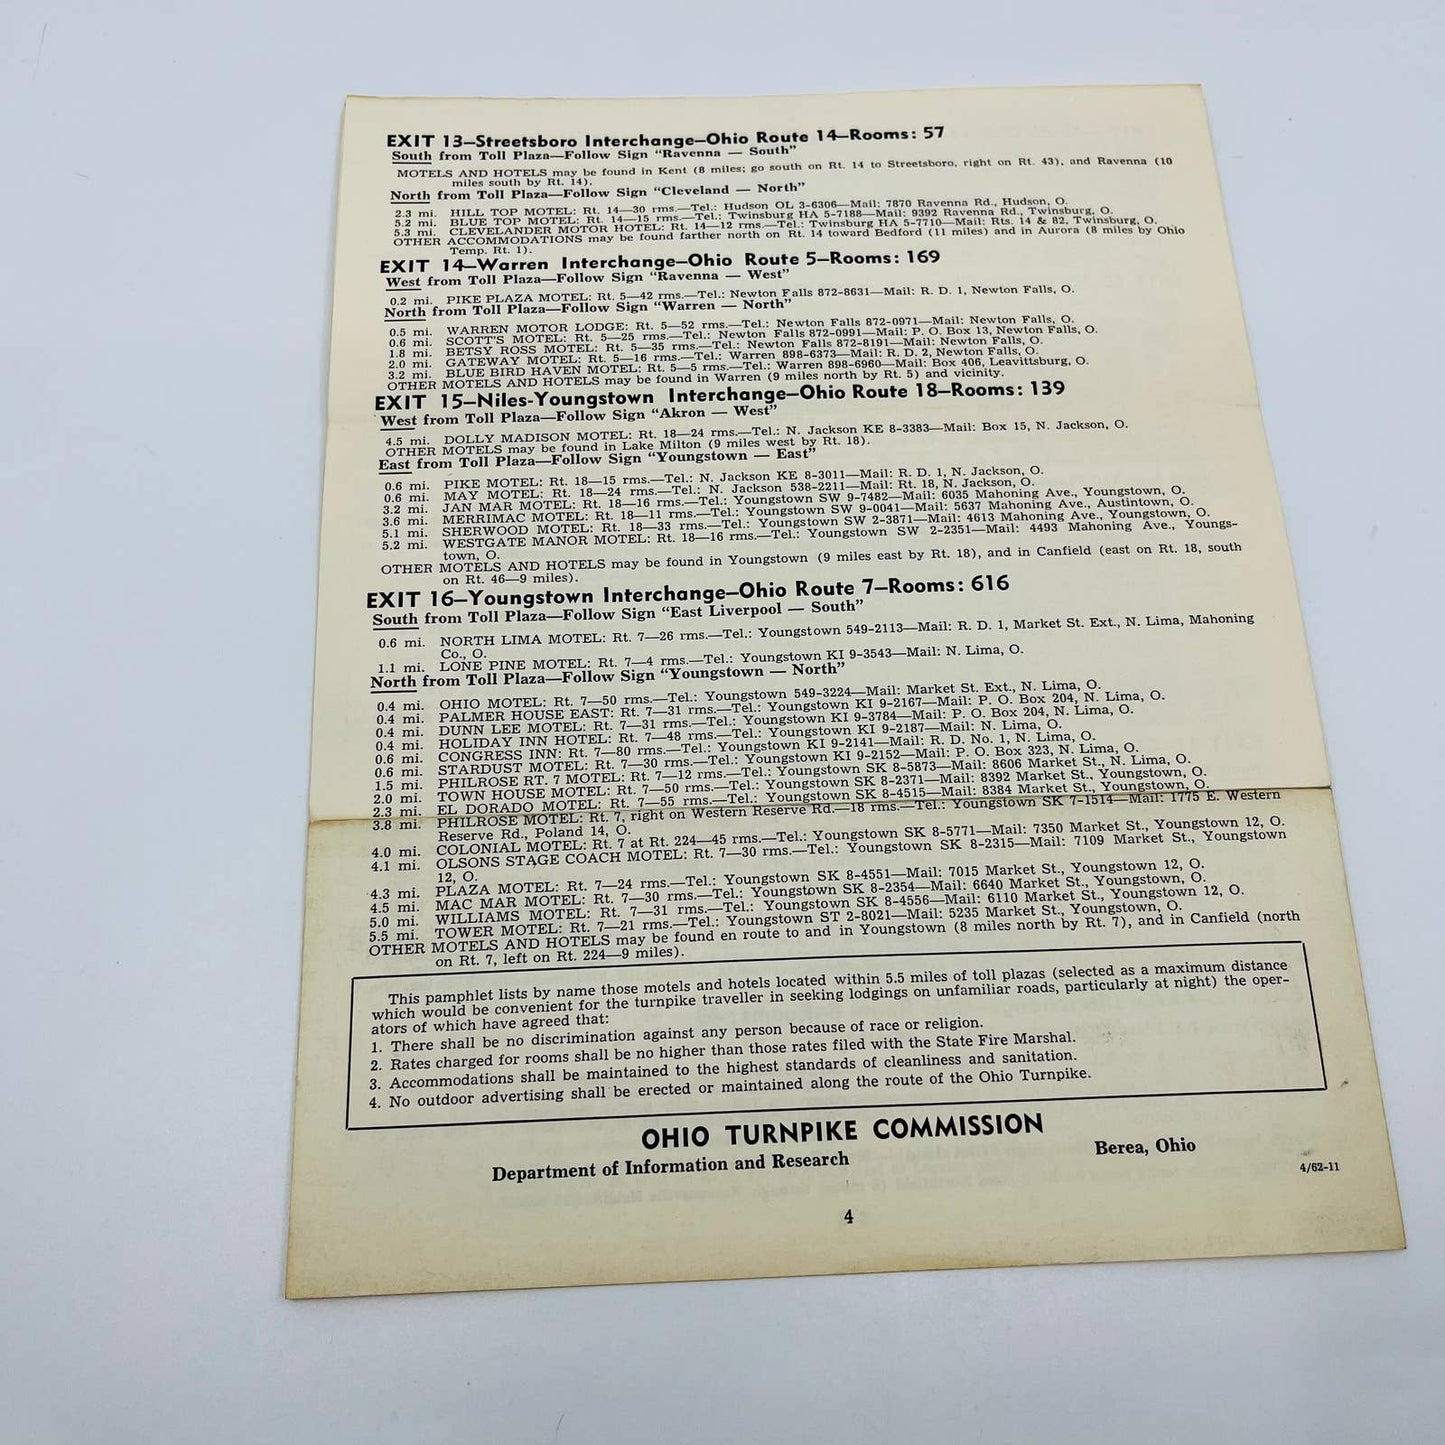 EXIT 13—Streetsboro Interchange—Ohio Route 14—Rooms: 57
South from Toll Plaza—Follow Sign "Ravenna — South"
MOTELS AND HOTELS may be found in Kent (8 miles; go south on Rt. 14 to Streetsboro, right on Rt. 43), and Ravenna (10
miles south by Rt. 14).
North from Toll Plaza—Follow Sign "Cleveland — North"
2.3 mi. HILL TOP MOTEL: Rt. 14—30 rms.—Tel.: Hudson OL 3-6306—Mail: 7870 Ravenna Rd., Hudson, O.
5.2 mi. BLUE TOP MOTEL: Rt. 14—15 rms.—Tel.: Twinsburg HA 5-7188—Mail: 9392 Ravenna Rd., Twinsburg, O.
5.3 mi. CLEVELANDER MOTOR HOTEL: Rt. 14—12 rms.—Tel.: Twinsburg HA 5-7710—Mail: Rts. 14 & 82, Twinsburg, O.
OTHER ACCOMMODATIONS may be found farther north on Rt. 14 toward Bedford (11 miles) and in Aurora (8 miles by Ohio
Temp. Rt. 1).
EXIT 14—Warren Interchange—Ohio Route 5—Rooms: 169
West from Toll Plaza—Follow Sign "Ravenna — West"
0.2 mi. PIKE PLAZA MOTEL: Rt. 5—42 rms.—Tel.: Newton Falls 872-8631—Mail: R. D. 1, Newton Falls, O.
North from Toll Plaza—Follow Sign "Warren — North"
0.5 mi. WARREN MOTOR LODGE: Rt. 5—52 rms.—Tel.: Newton Falls 872-0971—Mail: Newton Falls, O.
0.6 mi. SCOTT'S MOTEL: Rt. 5—25 rms.—Tel.: Newton Falls 872-0991—Mail: P. O. Box 13, Newton Falls, O.
1.8 mi. BETSY ROSS MOTEL: Rt. 5—35 rms.—Tel.: Newton Falls 872-8191—Mail: Newton Falls, O.
2.0 mi. GATEWAY MOTEL: Rt. 5—16 rms.—Tel.: Warren 898-6373—Mail: R. D. 2, Newton Falls, O.
3.2 mi. BLUE BIRD HAVEN MOTEL: Rt. 5—5 rms.—Tel.: Warren 898-6960—Mail: Box 406, Leavittsburg, O.
OTHER MOTELS AND HOTELS may be found in Warren (9 miles north by Rt. 5) and vicinity.
EXIT 15—Niles-Youngstown Interchange—Ohio Route 18—Rooms: 139
West from Toll Plaza—Follow Sign "Akron — West"
4.5 mi. DOLLY MADISON MOTEL: Rt. 18—24 rms.—Tel.: N. Jackson KE 8-3383—Mail: Box 15, N. Jackson, O.
OTHER MOTELS may be found in Lake Milton (9 miles west by Rt. 18).
East from Toll Plaza—Follow Sign "Youngstown — East"
0.6 mi. PIKE MOTEL: Rt. 18—15 rms.—Tel.: N. Jackson KE 8-3011—Mail: R. D. 1, N. Jackson, O.
0.6 mi. MAY MOTEL: Rt. 18—24 rms.—Tel.: N. Jackson 538-2211—Mail: Rt. 18, N. Jackson, O.
3.2 mi. JAN MAR MOTEL: Rt. 18—16 rms.—Tel.: Youngstown SW 9-7482—Mail: 6035 Mahoning Ave., Youngstown, O.
3.6 mi. MERRIMAC MOTEL: Rt. 18—11 rms.—Tel.: Youngstown SW 9-0041—Mail: 5637 Mahoning Ave., Austintown, O.
5.1 mi. SHERWOOD MOTEL: Rt. 18—33 rms.—Tel.: Youngstown SW 2-3871—Mail: 4613 Mahoning Ave., Youngstown, O.
5.2 mi. WESTGATE MANOR MOTEL: Rt. 18—16 rms.—Tel.: Youngstown SW 2-2351—Mail: 4493 Mahoning Ave., Youngs-
town, O.
OTHER MOTELS AND HOTELS may be found in Youngstown (9 miles east by Rt. 18), and in Canfield (east on Rt. 18, south
on Rt. 46—9 miles).
EXIT 16—Youngstown Interchange—Ohio Route 7—Rooms: 616
South from Toll Plaza—Follow Sign "East Liverpool — South"
0.6 mi. NORTH LIMA MOTEL: Rt. 7—26 rms.—Tel.: Youngstown 549-2113—Mail: R. D. 1, Market St. Ext., N. Lima, Mahoning
Co., O.
1.1 mi. LONE PINE MOTEL: Rt. 7—4 rms.—Tel.: Youngstown KI 9-3543—Mail: N. Lima, O.
North from Toll Plaza—Follow Sign "Youngstown — North"
0.4 mi. OHIO MOTEL: Rt. 7—50 rms.—Tel.: Youngstown 549-3224—Mail: Market St. Ext., N. Lima, O.
0.4 mi. PALMER HOUSE EAST: Rt. 7—31 rms.—Tel.: Youngstown KI 9-2167—Mail: P. O. Box 204, N. Lima, O.
0.4 mi. DUNN LEE MOTEL: Rt. 7—31 rms.—Tel.: Youngstown KI 9-3784—Mail: P. O. Box 204, N. Lima, O.
0.4 mi. HOLIDAY INN HOTEL: Rt. 7—48 rms.—Tel.: Youngstown KI 9-2187—Mail: N. Lima, O.
0.6 mi. CONGRESS INN: Rt. 7—80 rms.—Tel.: Youngstown KI 9-2141—Mail: R. D. No. 1, N. Lima, O.
0.6 mi. STARDUST MOTEL: Rt. 7—30 rms.—Tel.: Youngstown KI 9-2152—Mail: P. O. Box 323, N. Lima, O.
1.5 mi. PHILROSE RT. 7 MOTEL: Rt. 7—12 rms.—Tel.: Youngstown SK 8-5873—Mail: 8606 Market St., N. Lima, O.
2.0 mi. TOWN HOUSE MOTEL: Rt. 7—50 rms.—Tel.: Youngstown SK 8-2371—Mail: 8392 Market St., Youngstown, O.
2.3 mi. EL DORADO MOTEL: Rt. 7—55 rms.—Tel.: Youngstown SK 8-4515—Mail: 8384 Market St., Youngstown, O.
3.8 mi. PHILROSE MOTEL: Rt. 7, right on Western Reserve Rd.—18 rms.—Tel.: Youngstown SK 7-1514—Mail: 1775 E. Western
Reserve Rd., Poland 14, O.
4.0 mi. COLONIAL MOTEL: Rt. 7 at Rt. 224—45 rms.—Tel.: Youngstown SK 8-5771—Mail: 7350 Market St., Youngstown 12, O.
4.1 mi. OLSONS STAGE COACH MOTEL: Rt. 7—30 rms.—Tel.: Youngstown SK 8-2315—Mail: 7109 Market St., Youngstown
12, O.
4.3 mi. PLAZA MOTEL: Rt. 7—24 rms.—Tel.: Youngstown SK 8-4551—Mail: 7015 Market St., Youngstown 12, O.
4.5 mi. MAC MAR MOTEL: Rt. 7—30 rms.—Tel.: Youngstown SK 8-2354—Mail: 6640 Market St., Youngstown, O.
5.0 mi. WILLIAMS MOTEL: Rt. 7—31 rms.—Tel.: Youngstown SK 8-4556—Mail: 6110 Market St., Youngstown 12, O.
5.5 mi. TOWER MOTEL: Rt. 7—21 rms.—Tel.: Youngstown ST 2-8021—Mail: 5235 Market St., Youngstown, O.
OTHER MOTELS AND HOTELS may be found en route to and in Youngstown (8 miles north by Rt. 7), and in Canfield (north
on Rt. 7, left on Rt. 224—9 miles).
This pamphlet lists by name those motels and hotels located within 5.5 miles of toll plazas (selected as a maximum distance
which would be convenient for the turnpike traveller in seeking lodgings on unfamiliar roads, particularly at night) the oper-
ators of which have agreed that:
1. There shall be no discrimination against any person because of race or religion.
2. Rates charged for rooms shall be no higher than those rates filed with the State Fire Marshal.
3. Accommodations shall be maintained to the highest standards of cleanliness and sanitation.
4. No outdoor advertising shall be erected or maintained along the route of the Ohio Turnpike.
OHIO TURNPIKE COMMISSION
Department of Information and Research Berea, Ohio
4/62-11
4